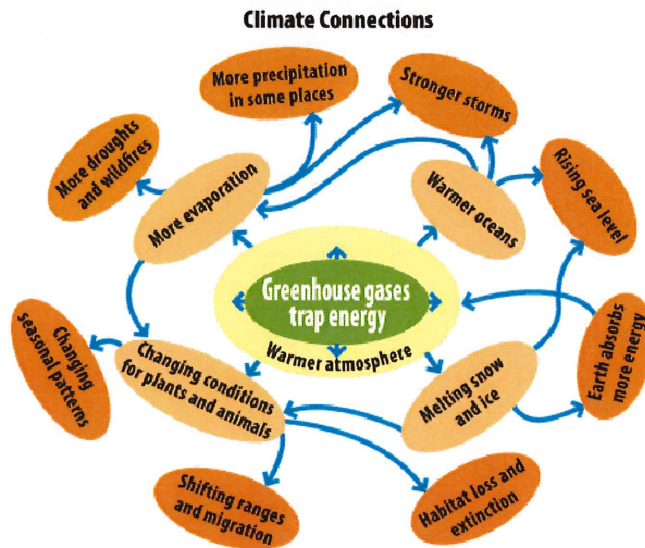 Climate Connections
More precipitation
in some places
Stronger storms
More droughts
and wildfires
More evaporation
Warmer oceans
Rising sea level
Greenhouse gases
trap energy
Warmer atmosphere
Changing
seasonal patterns
Changing conditions
for plants and animals
Melting snow
and ice
Earth absorbs
more energy
Shifting ranges
and migration
Habitat loss and
extinction